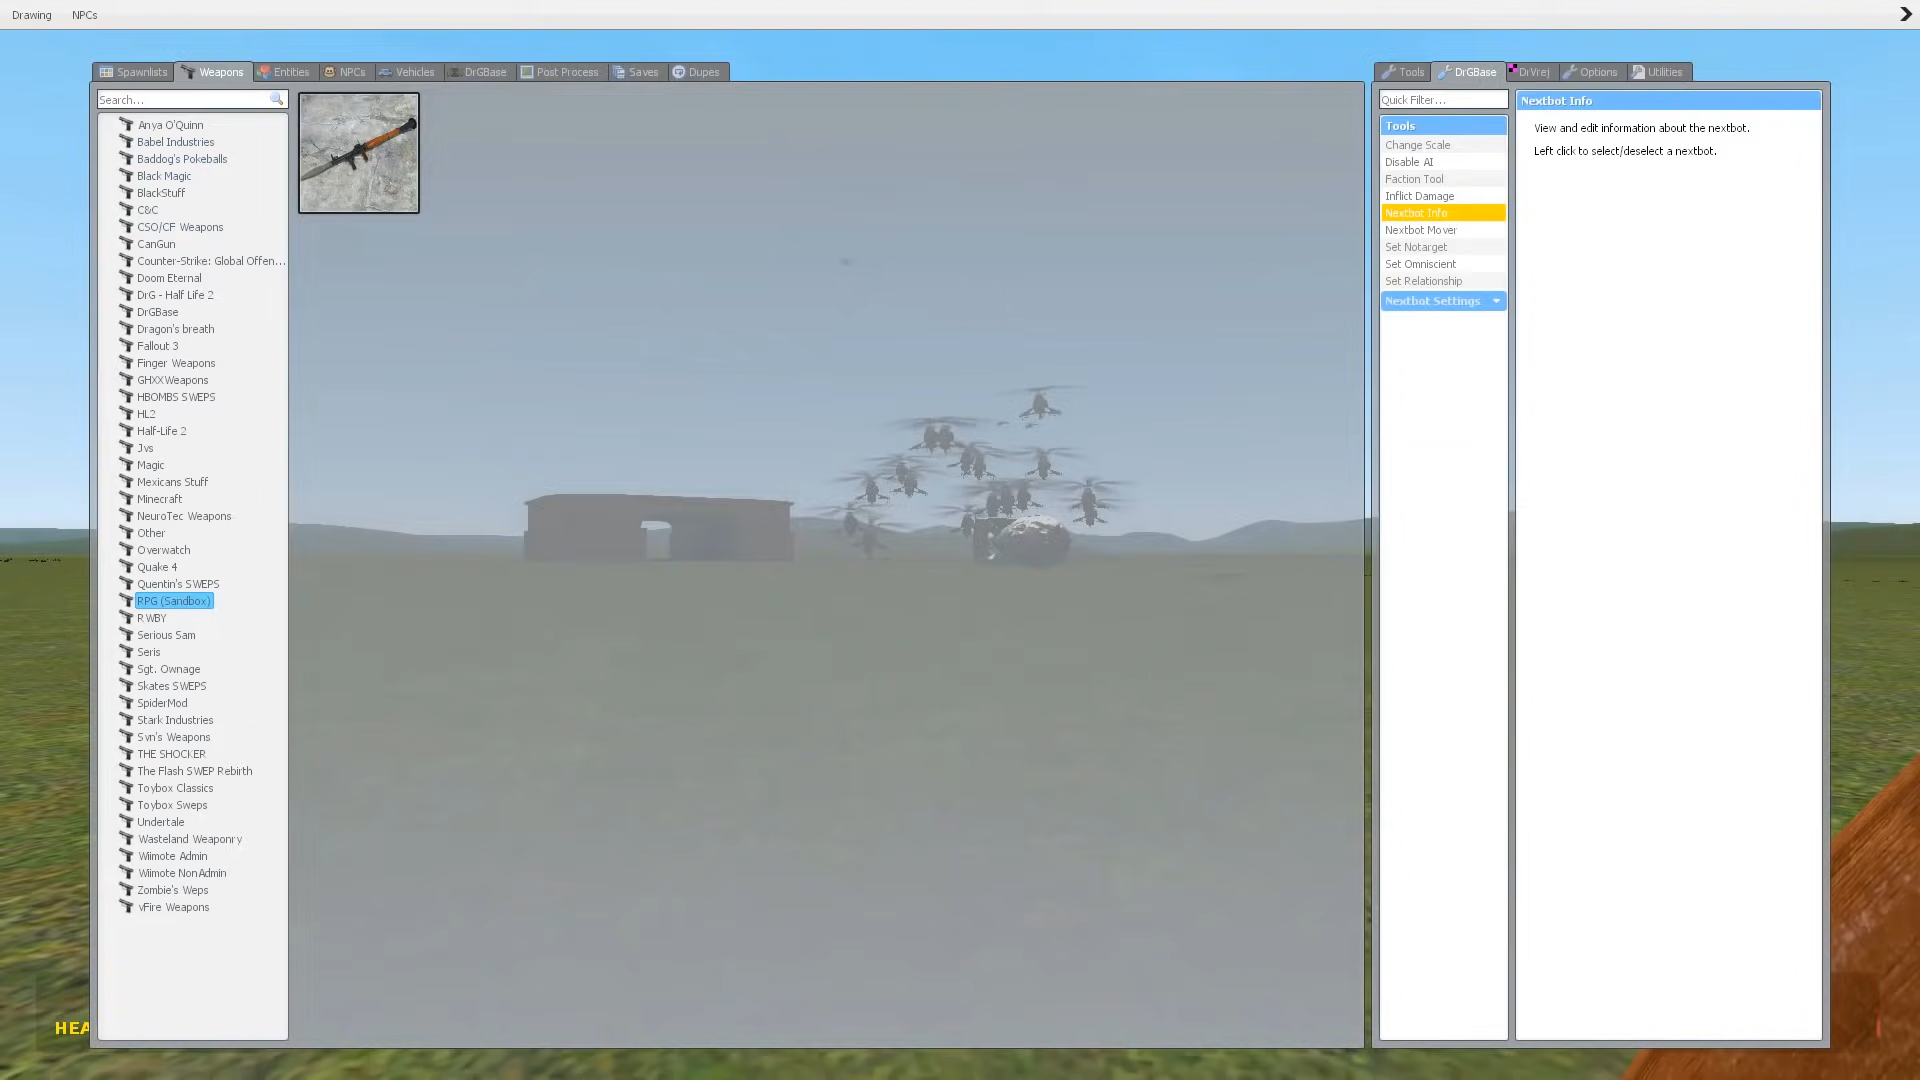 Drawing NPCs
Spawnlists Weapons Entities NPCs Vehicles DrGBase Post Process Saves Dupes
Tools DrGBase DrVrej Options Utilities
Search...
Anya O'Quinn
Babel Industries
Baddog's Pokeballs
Black Magic
BlackStuff
C&C
CSO/CF Weapons
CanGun
Counter-Strike: Global Offen...
Doom Eternal
DrG - Half Life 2
DrGBase
Dragon's breath
Fallout 3
Finger Weapons
GHXXWeapons
HBOMBS SWEPS
HL2
Half-Life 2
Jvs
Magic
Mexicans Stuff
Minecraft
NeuroTec Weapons
Other
Overwatch
Quake 4
Quentin's SWEPS
RPG (Sandbox)
RWBY
Serious Sam
Seris
Sgt. Ownage
Skates SWEPS
SpiderMod
Stark Industries
Svn's Weapons
THE SHOCKER
The Flash SWEP Rebirth
Toybox Classics
Toybox Sweps
Undertale
Wasteland Weaponry
Wiimote Admin
Wiimote NonAdmin
Zombie's Weps
vFire Weapons
HEA
Quick Filter...
Tools
Change Scale
Disable AI
Faction Tool
Inflict Damage
Nextbot Info
Nextbot Mover
Set Notarget
Set Omniscient
Set Relationship
Nextbot Settings
Nextbot Info
View and edit information about the nextbot.
Left click to select/deselect a nextbot.